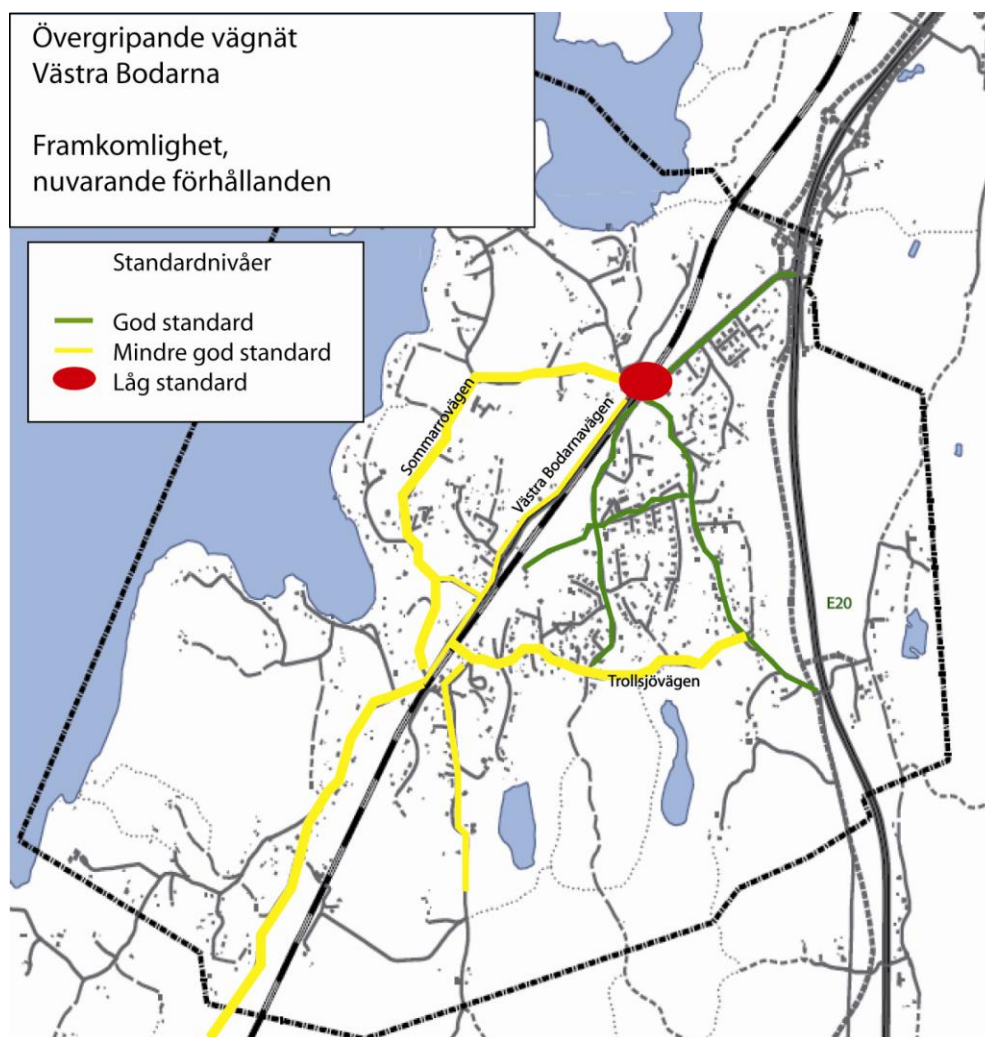 Övergripande vägnät
Västra Bodarna
Framkomlighet,
nuvarande förhållanden
Standardnivåer
God standard
Mindre god standard
Låg standard
Sommarrovägen
Västra Bodarnavägen
E20
Trollsjövägen